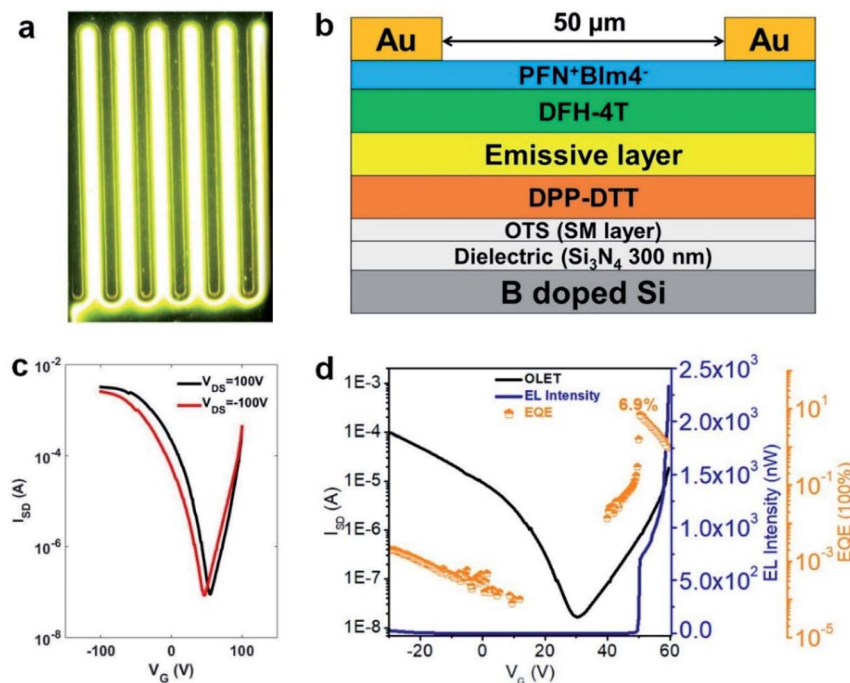 a
b
50 µm
Au
Au
PFN⁺BIm4⁻
DFH-4T
Emissive layer
DPP-DTT
OTS (SM layer)
Dielectric (Si₃N₄ 300 nm)
B doped Si
c
10⁻²
10⁻⁴
10⁻⁶
10⁻⁸
I_SD (A)
V_DS=100V
V_DS=-100V
-100
0
100
V_G (V)
d
1E-3
1E-4
1E-5
1E-6
1E-7
1E-8
I_SD (A)
OLET
EL Intensity
EQE
6.9%
-20
0
20
40
60
V_G (V)
2.5x10³
2.0x10³
1.5x10³
1.0x10³
5.0x10²
0.0
EL Intensity (nW)
10¹
10⁻¹
10⁻³
10⁻⁵
EQE (100%)